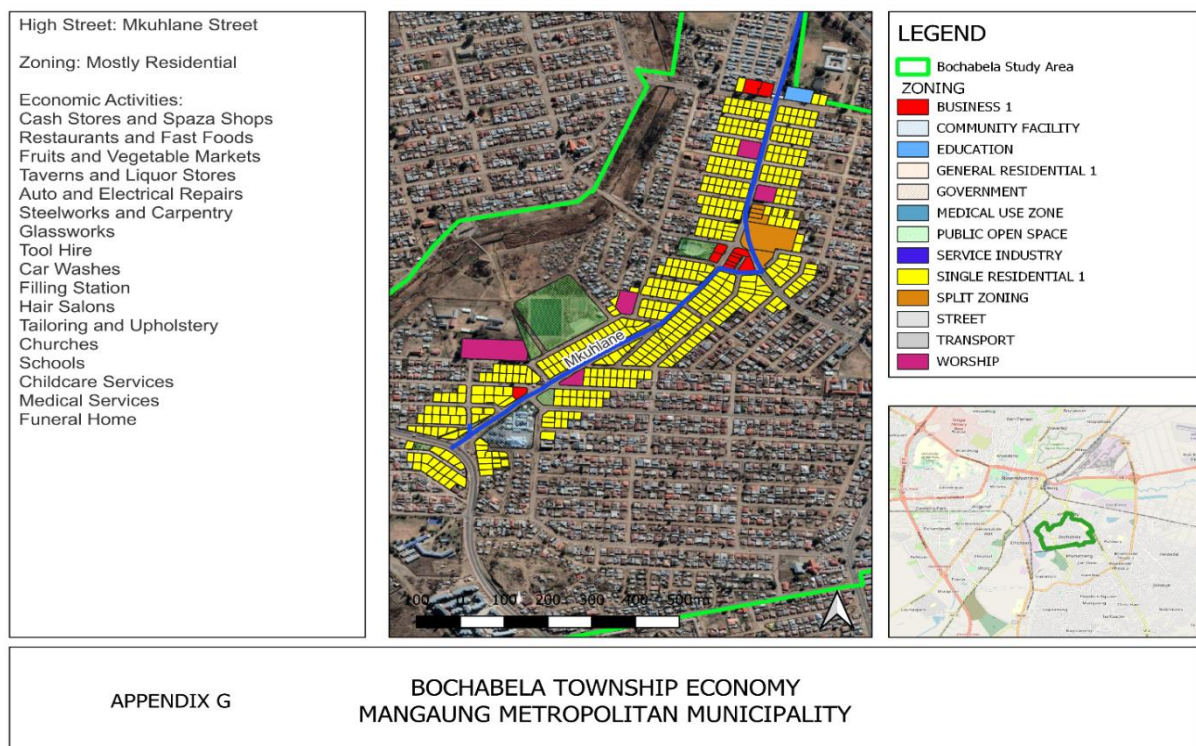 High Street: Mkuhlane Street
Zoning: Mostly Residential
Economic Activities:
Cash Stores and Spaza Shops
Restaurants and Fast Foods
Fruits and Vegetable Markets
Taverns and Liquor Stores
Auto and Electrical Repairs
Steelworks and Carpentry
Glassworks
Tool Hire
Car Washes
Filling Station
Hair Salons
Tailoring and Upholstery
Churches
Schools
Childcare Services
Medical Services
Funeral Home
Mkuhlane
100 0 100 200 300 400 500 m
LEGEND
Bochabela Study Area
ZONING
BUSINESS 1
COMMUNITY FACILITY
EDUCATION
GENERAL RESIDENTIAL 1
GOVERNMENT
MEDICAL USE ZONE
PUBLIC OPEN SPACE
SERVICE INDUSTRY
SINGLE RESIDENTIAL 1
SPLIT ZONING
STREET
TRANSPORT
WORSHIP
Bochabela
APPENDIX G
BOCHABELA TOWNSHIP ECONOMY
MANGAUNG METROPOLITAN MUNICIPALITY